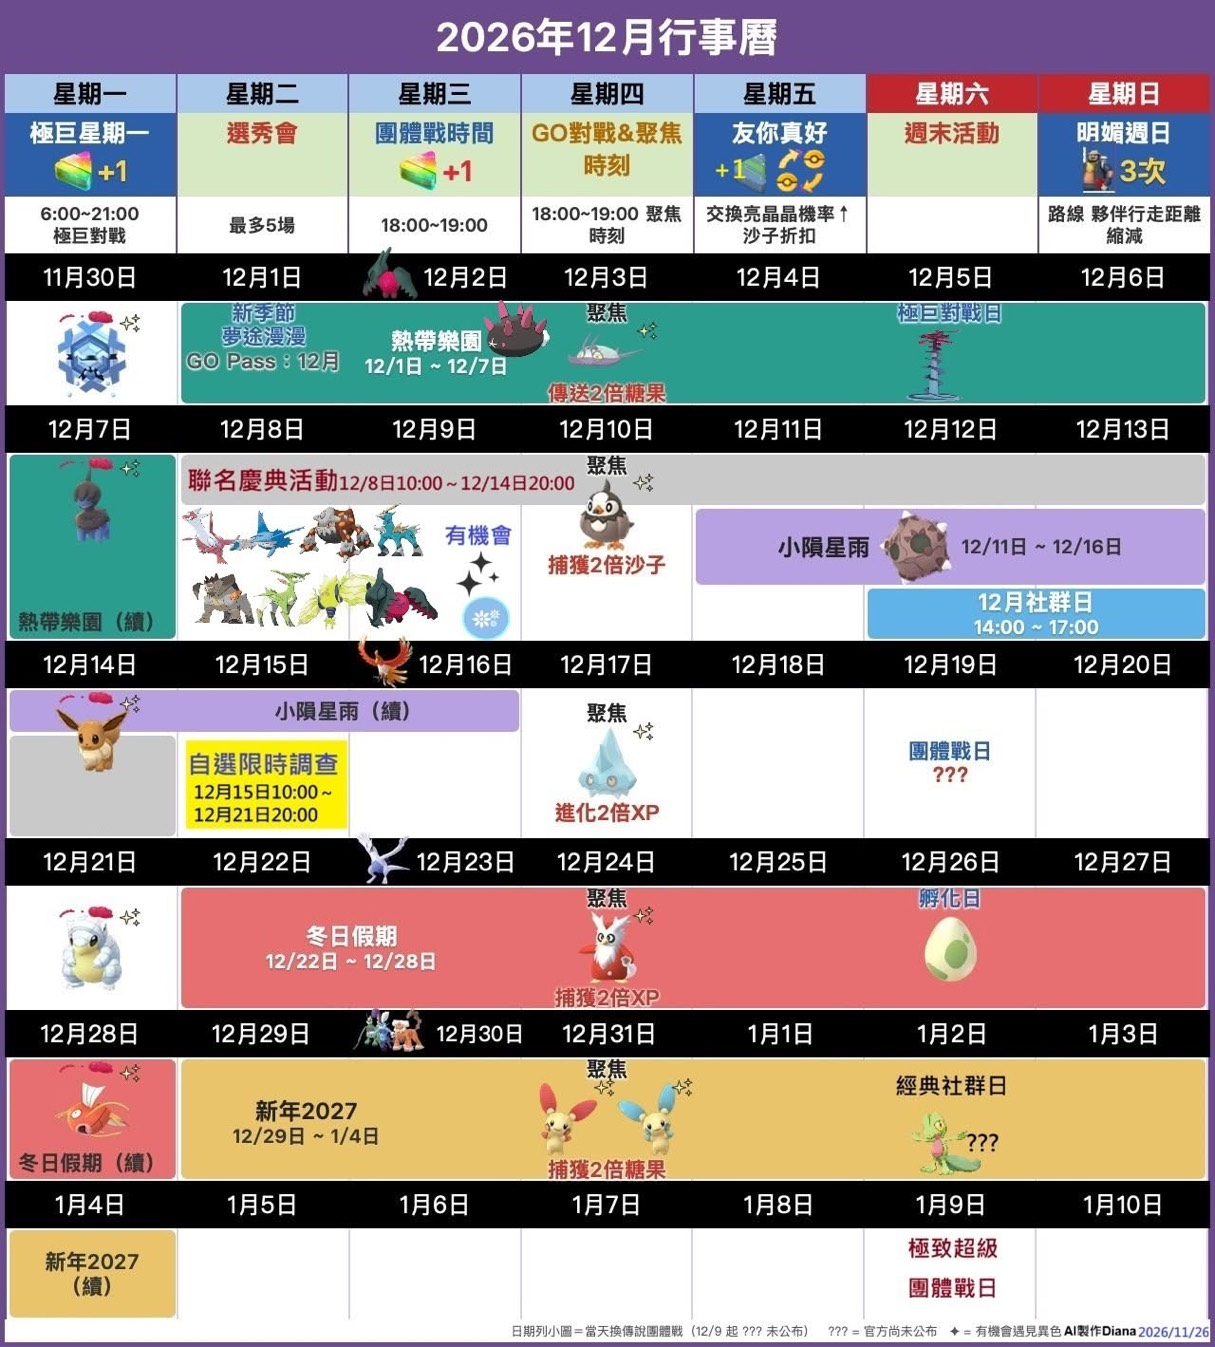 2026年12月行事曆
星期一 星期二 星期三 星期四 星期五 星期六 星期日
極巨星期一
+1
選秀會
團體戰時間
+1
GO對戰&聚焦
時刻
友你真好
+1
週末活動
明媚週日
3次
6:00~21:00
極巨對戰
最多5場
18:00~19:00
18:00~19:00 聚焦
時刻
交換亮晶晶機率↑
沙子折扣
路線 夥伴行走距離
縮減
11月30日 12月1日 12月2日 12月3日 12月4日 12月5日 12月6日
新季節
夢途漫漫
GO Pass：12月
熱帶樂園
12/1日 ~ 12/7日
聚焦
傳送2倍糖果
極巨對戰日
12月7日 12月8日 12月9日 12月10日 12月11日 12月12日 12月13日
熱帶樂園（續）
聯名慶典活動12/8日10:00～12/14日20:00
有機會
聚焦
捕獲2倍沙子
小隕星雨
12/11日 ~ 12/16日
12月社群日
14:00 ~ 17:00
12月14日 12月15日 12月16日 12月17日 12月18日 12月19日 12月20日
小隕星雨（續）
自選限時調查
12月15日10:00～
12月21日20:00
聚焦
進化2倍XP
團體戰日
???
12月21日 12月22日 12月23日 12月24日 12月25日 12月26日 12月27日
冬日假期
12/22日 ~ 12/28日
聚焦
捕獲2倍XP
孵化日
12月28日 12月29日 12月30日 12月31日 1月1日 1月2日 1月3日
冬日假期（續）
新年2027
12/29日 ~ 1/4日
聚焦
捕獲2倍糖果
經典社群日
???
1月4日 1月5日 1月6日 1月7日 1月8日 1月9日 1月10日
新年2027
（續）
極致超級
團體戰日
日期列小圖＝當天換傳說團體戰（12/9 起 ??? 未公布） ??? = 官方尚未公布 ✦ = 有機會遇見異色 AI製作Diana 2026/11/26